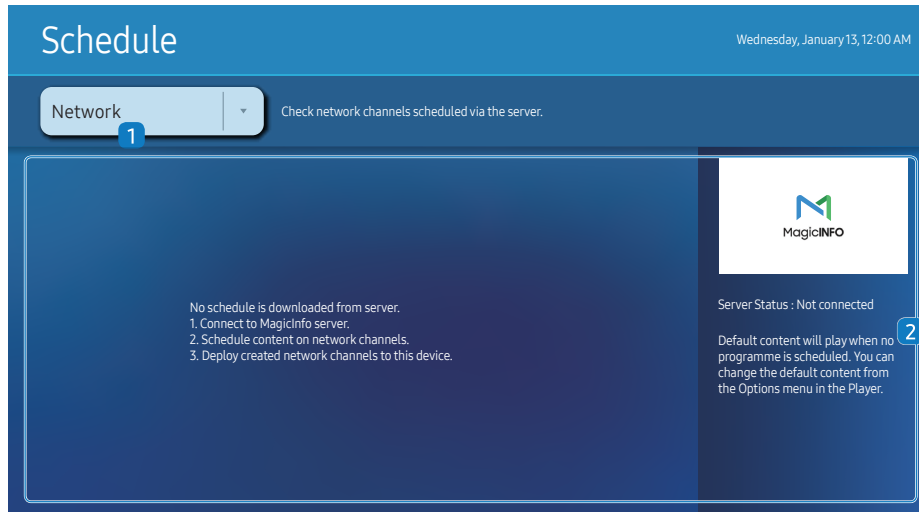 Schedule
Wednesday, January 13, 12:00 AM
Network
1
Check network channels scheduled via the server.
MagicINFO
No schedule is downloaded from server.
1. Connect to MagicInfo server.
2. Schedule content on network channels.
3. Deploy created network channels to this device.
Server Status : Not connected
2
Default content will play when no
programme is scheduled. You can
change the default content from
the Options menu in the Player.